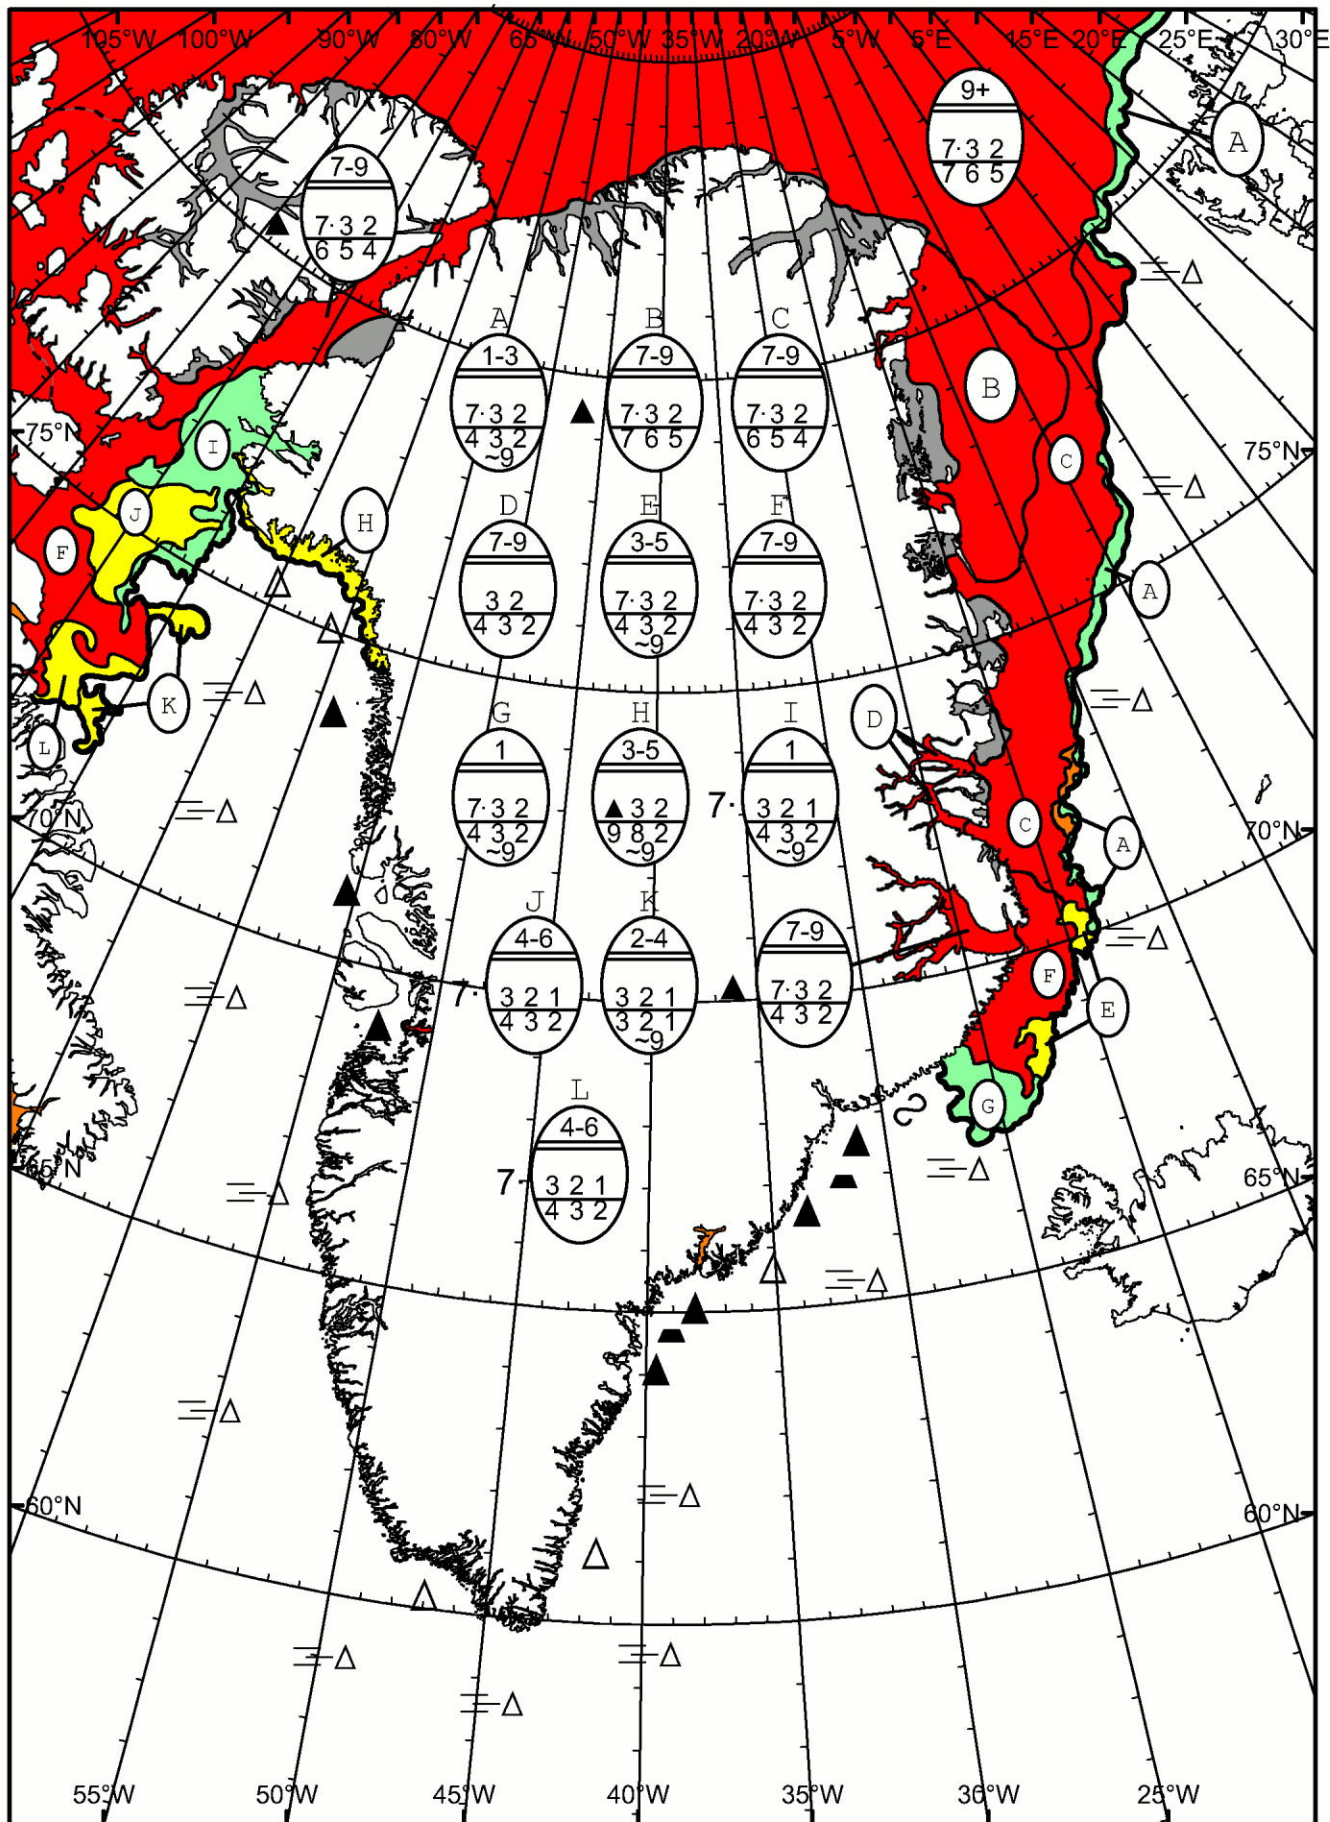 105°W 100°W 90°W 80°W 65°W 50°W 35°W 20°W 5°W 5°E 15°E 20°E 25°E 30°E
9+
7·3 2
7 6 5
A
7-9
7·3 2
6 5 4
A B C
1-3 7-9 7-9
7·3 2 7·3 2 7·3 2
4 3 2 7 6 5 6 5 4
~9
B
75°N
I
C
75°N
J
H
D E F
7-9 3-5 7-9
F
3 2 7·3 2 7·3 2
4 3 2 4 3 2 4 3 2
~9
A
K
L
D
G H I
1 3-5 1
7·3 2 ▲3 2 7· 3 2 1
4 3 2 9 8 2 4 3 2
~9 ~9 ~9
70°N
C
70°N
A
J K
4-6 2-4 7-9
7· 3 2 1 3 2 1 7·3 2
4 3 2 3 2 1 4 3 2
~9
F
E
G
L
4-6
7· 3 2 1
4 3 2
65°N
65°N
60°N
60°N
55°W 50°W 45°W 40°W 35°W 30°W 25°W